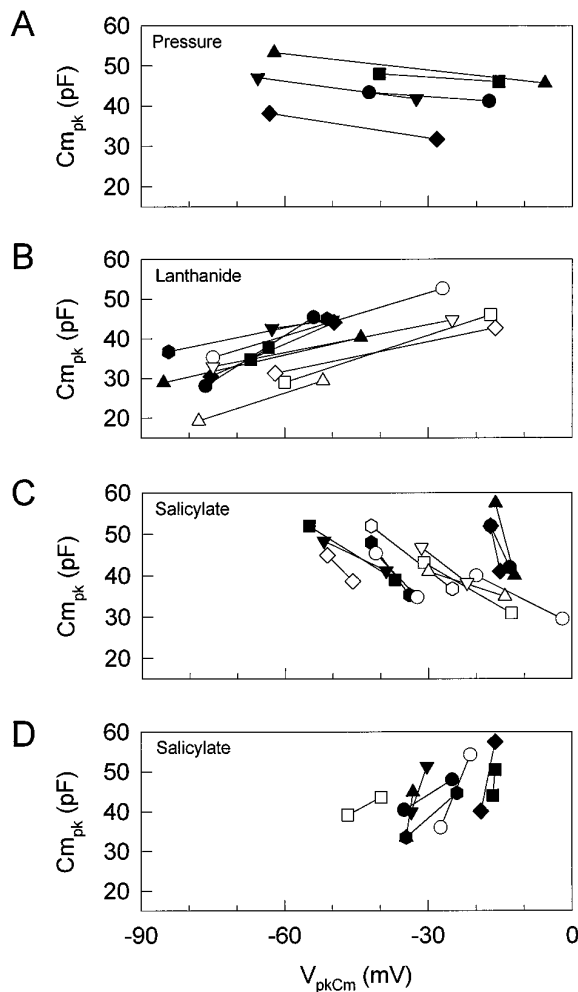 A
Pressure
60
50
40
30
20
Cm_pk (pF)
B
Lanthanide
60
50
40
30
20
Cm_pk (pF)
C
Salicylate
60
50
40
30
20
Cm_pk (pF)
D
Salicylate
60
50
40
30
20
Cm_pk (pF)
-90 -60 -30 0
V_pkCm (mV)